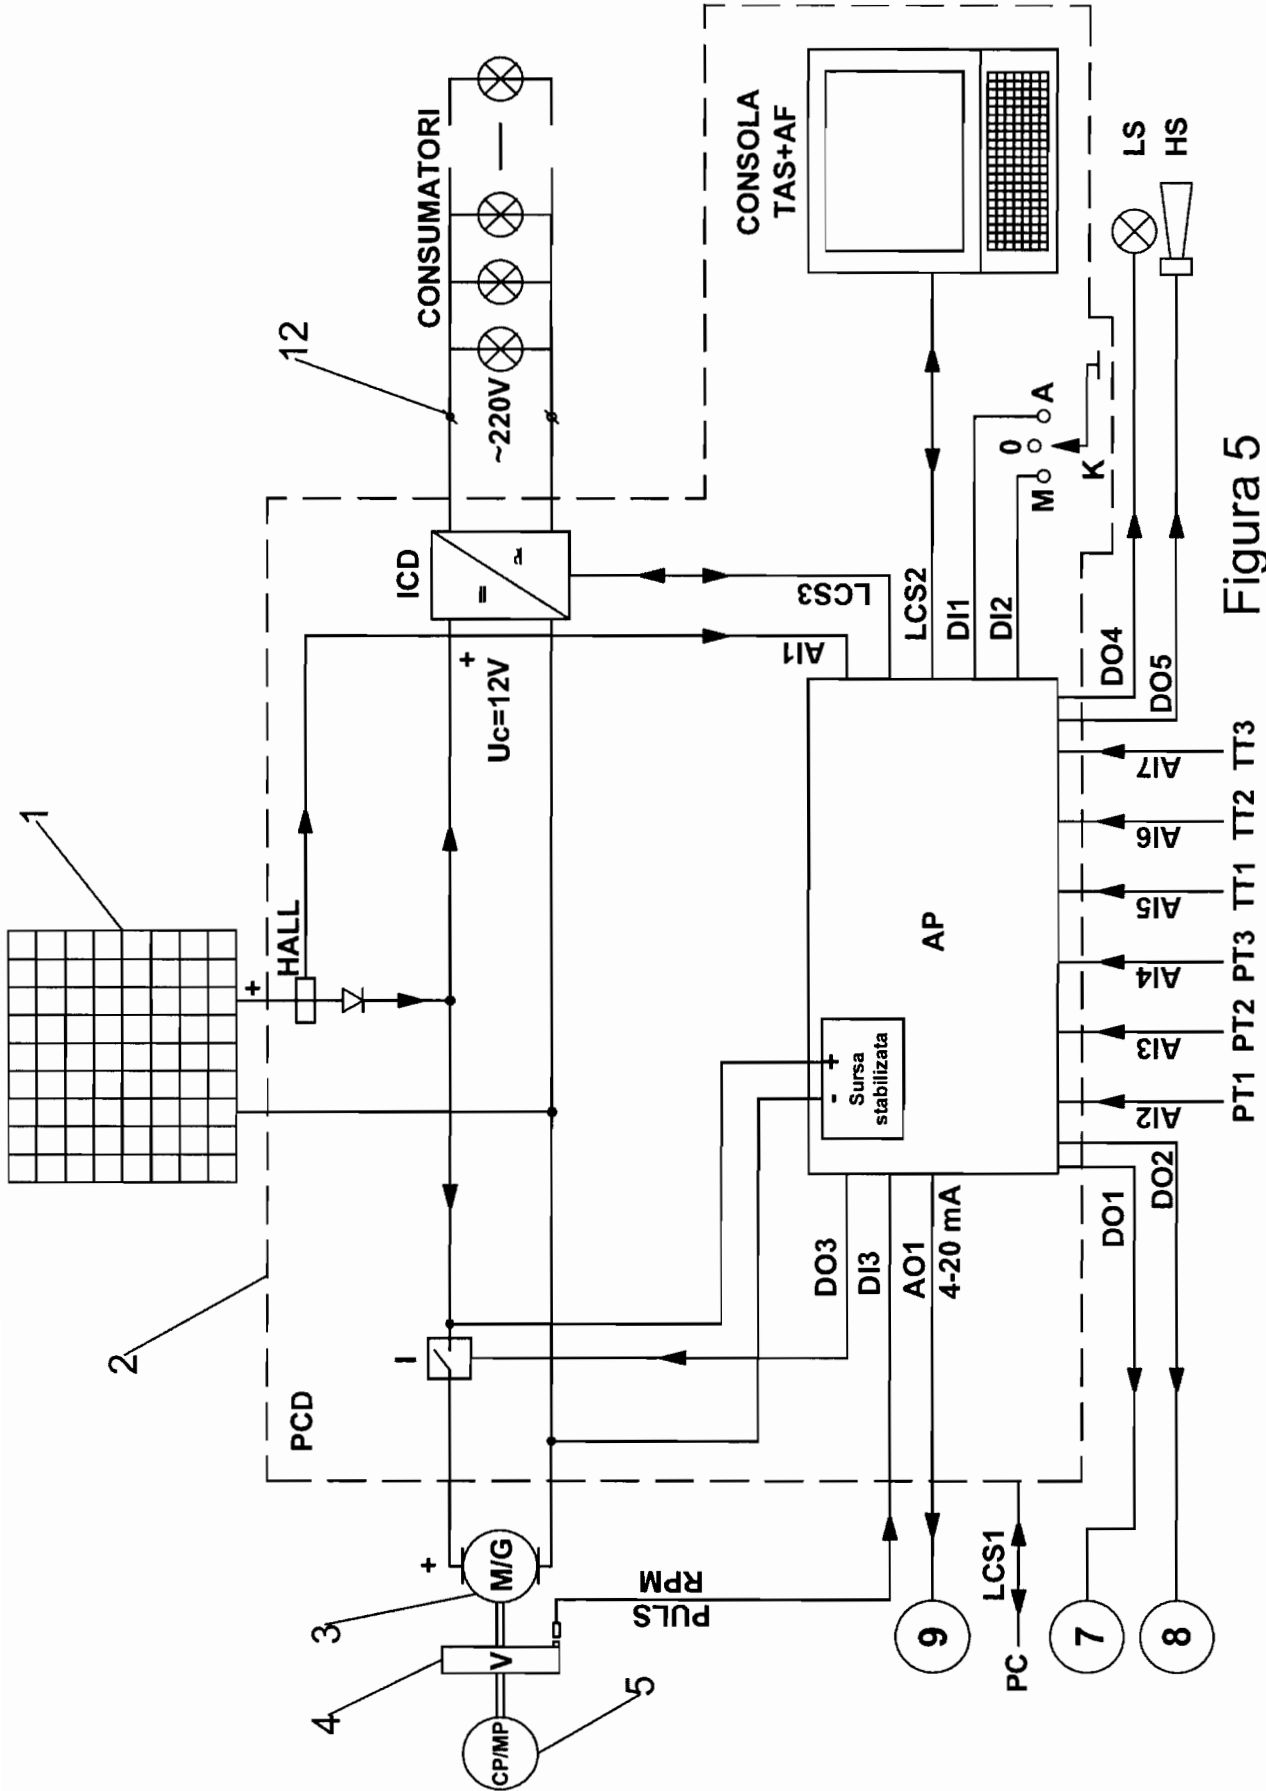 1
2
12
3
4
5
HALL
+
PCD
I
+
M/G
V
CP/MP
ICD
=
~
+
Uc=12V
~220V
CONSUMATORI
PULS
RPM
AI1
LCS3
LCS2
DI1
DI2
CONSOLA
TAS+AF
M
0
A
K
AP
- +
Sursa
stabilizata
DO3
DI3
AO1
4-20 mA
9
PC
LCS1
7
8
DO1
DO2
AI2
AI3
AI4
AI5
AI6
AI7
PT1 PT2 PT3 TT1 TT2 TT3
DO4
DO5
LS
HS
Figura 5